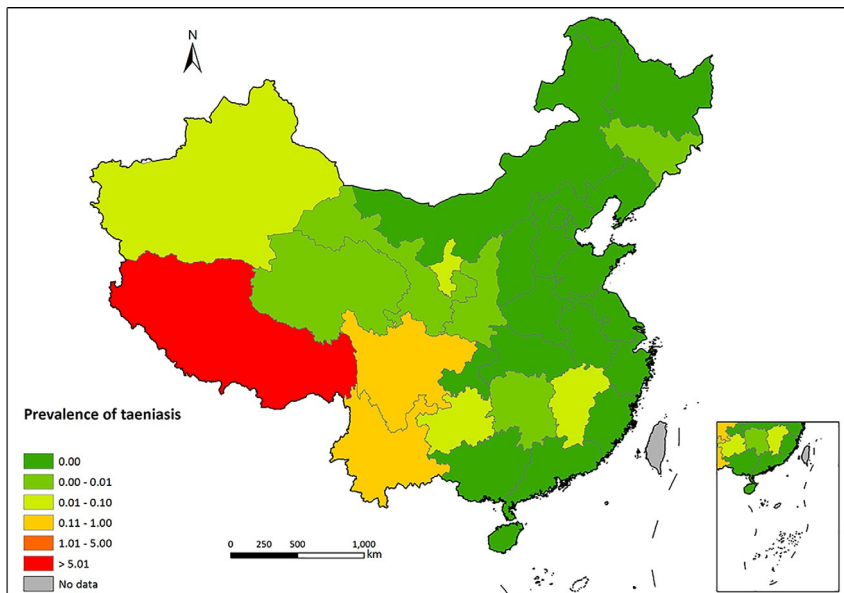 N
Prevalence of taeniasis
0.00
0.00 - 0.01
0.01 - 0.10
0.11 - 1.00
1.01 - 5.00
> 5.01
No data
0 250 500 1,000
km